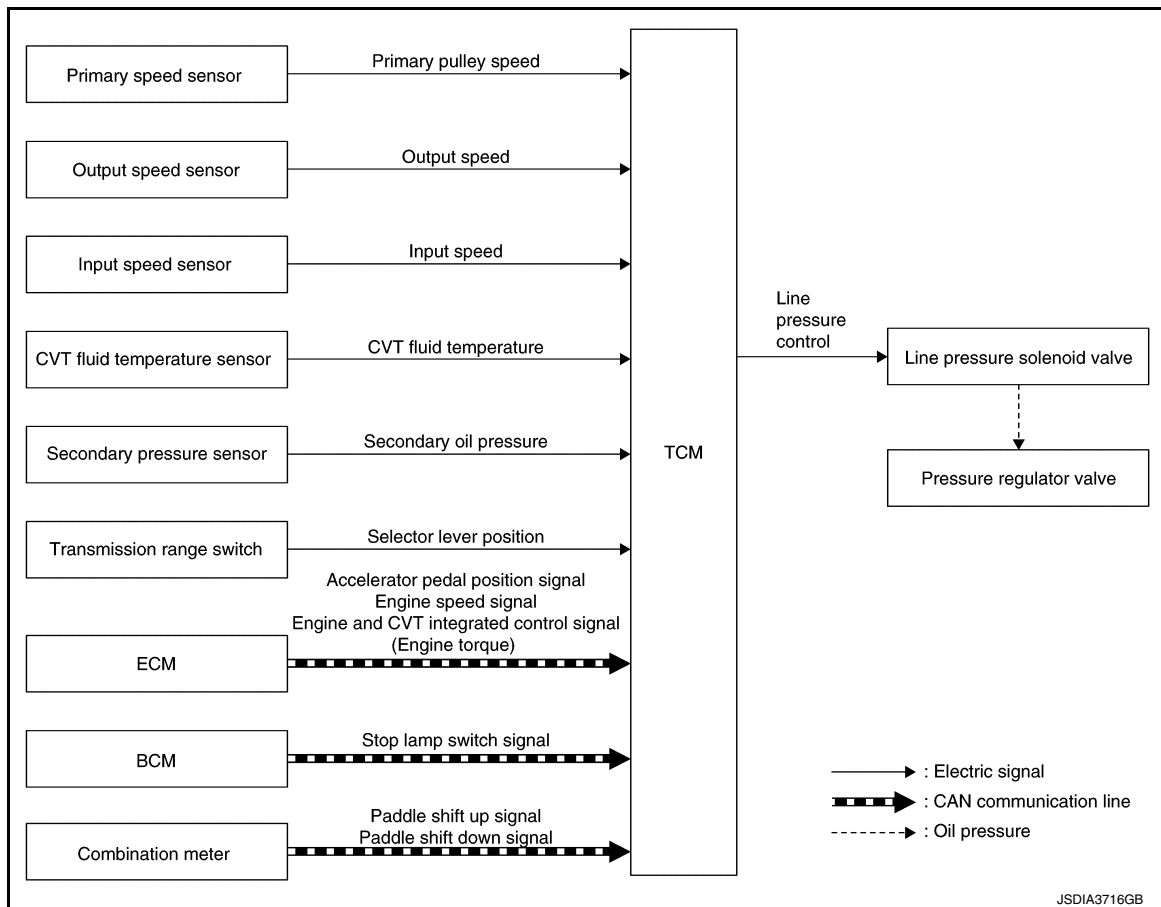 Primary speed sensor
Primary pulley speed
Output speed sensor
Output speed
Input speed sensor
Input speed
CVT fluid temperature sensor
CVT fluid temperature
Secondary pressure sensor
Secondary oil pressure
Transmission range switch
Selector lever position
ECM
Accelerator pedal position signal
Engine speed signal
Engine and CVT integrated control signal
(Engine torque)
BCM
Stop lamp switch signal
Combination meter
Paddle shift up signal
Paddle shift down signal
TCM
Line
pressure
control
Line pressure solenoid valve
Pressure regulator valve
: Electric signal
: CAN communication line
: Oil pressure
JSDIA3716GB